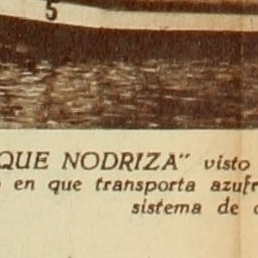 5
QUE NODRIZA" visto
en que transporta azufr
sistema de